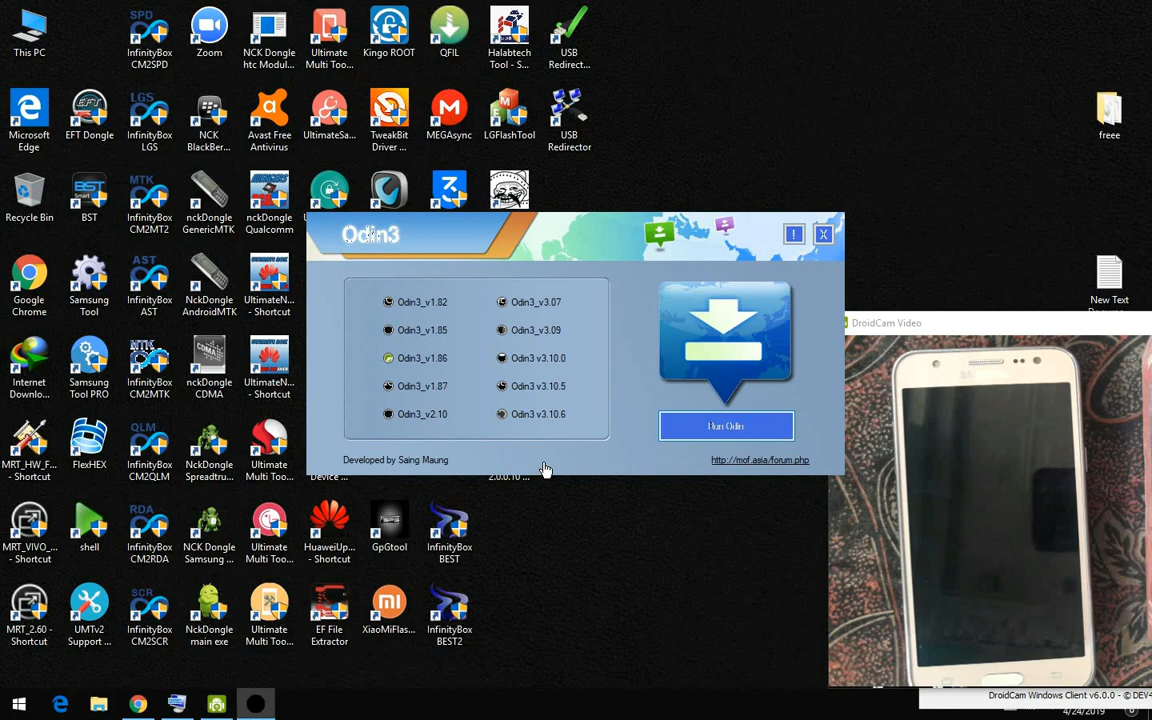 This PC
SPD
InfinityBox
CM2SPD
Zoom
NCK Dongle
htc Modul...
Ultimate
Multi Too...
Kingo ROOT
QFIL
Halabtech
Tool - S...
USB
Redirect...
Microsoft
Edge
EFT Dongle
LGS
InfinityBox
LGS
NCK
BlackBer...
Avast Free
Antivirus
UltimateSa...
TweakBit
Driver ...
MEGAsync
LGFlashTool
USB
Redirector
freee
Recycle Bin
BST
MTK
InfinityBox
CM2MT2
nckDongle
GenericMTK
nckDongle
Qualcomm
Odin3
Google
Chrome
Samsung
Tool
AST
InfinityBox
AST
NckDongle
AndroidMTK
UltimateN...
- Shortcut
Odin3_v1.82
Odin3_v3.07
Odin3_v1.85
Odin3_v3.09
Odin3_v1.86
Odin3 v3.10.0
Odin3_v1.87
Odin3 v3.10.5
Odin3_v2.10
Odin3 v3.10.6
Run Odin
Developed by Saing Maung
http://mof.asia/forum.php
New Text
DroidCam Video
Internet
Downlo...
Samsung
Tool PRO
MTK
InfinityBox
CM2MTK
nckDongle
CDMA
UltimateN...
- Shortcut
MRT_HW_F...
- Shortcut
FlexHEX
QLM
InfinityBox
CM2QLM
NckDongle
Spreadtru...
Ultimate
Multi Too...
Device ...
2.0.0.10 ...
MRT_VIVO_...
- Shortcut
shell
RDA
InfinityBox
CM2RDA
NCK Dongle
Samsung ...
Ultimate
Multi Too...
HuaweiUp...
- Shortcut
GpGtool
InfinityBox
BEST
MRT_2.60 -
Shortcut
UMTv2
Support ...
SCR
InfinityBox
CM2SCR
NckDongle
main exe
Ultimate
Multi Too...
EF File
Extractor
XiaoMiFlas...
InfinityBox
BEST2
DroidCam Windows Client v6.0.0 - © DEV4
4/24/2019